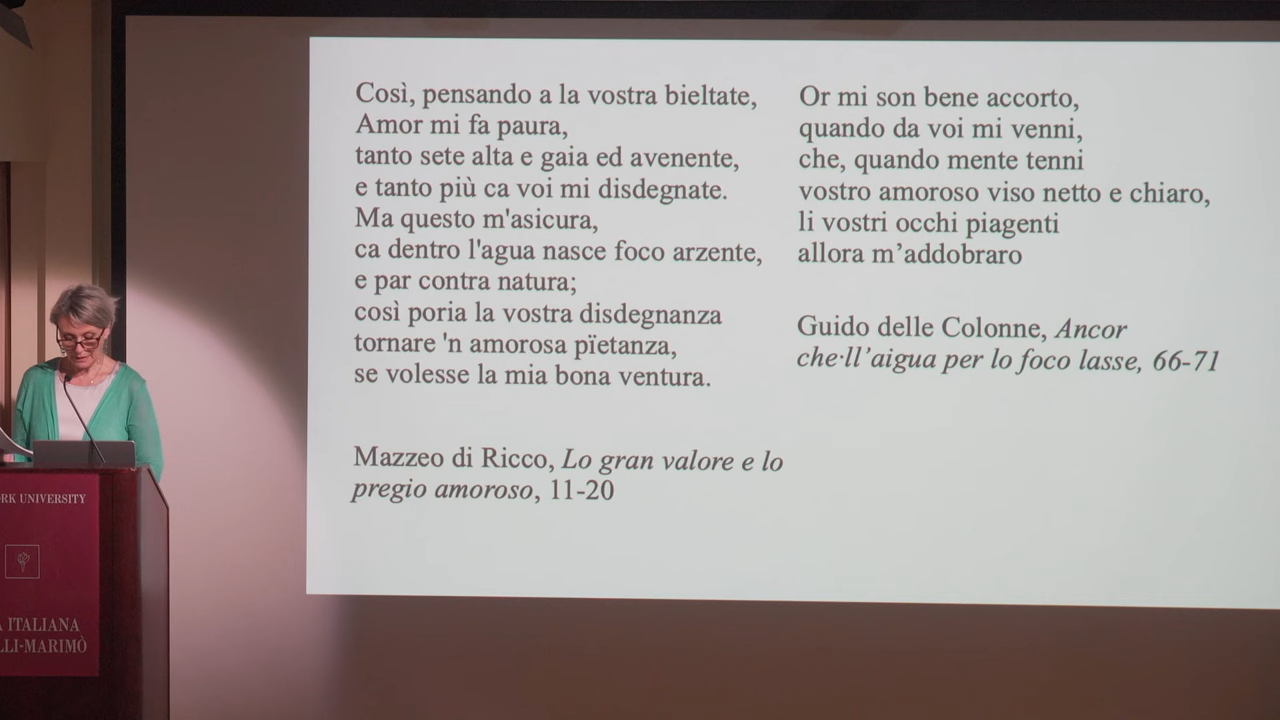 Così, pensando a la vostra bieltate,
Amor mi fa paura,
tanto sete alta e gaia ed avenente,
e tanto più ca voi mi disdegnate.
Ma questo m'asicura,
ca dentro l'agua nasce foco arzente,
e par contra natura;
così poria la vostra disdegnanza
tornare 'n amorosa pïetanza,
se volesse la mia bona ventura.
Mazzeo di Ricco, Lo gran valore e lo
pregio amoroso, 11-20
Or mi son bene accorto,
quando da voi mi venni,
che, quando mente tenni
vostro amoroso viso netto e chiaro,
li vostri occhi piagenti
allora m’addobraro
Guido delle Colonne, Ancor
che·ll’aigua per lo foco lasse, 66-71
RK UNIVERSITY
A ITALIANA
LLI-MARIMÒ